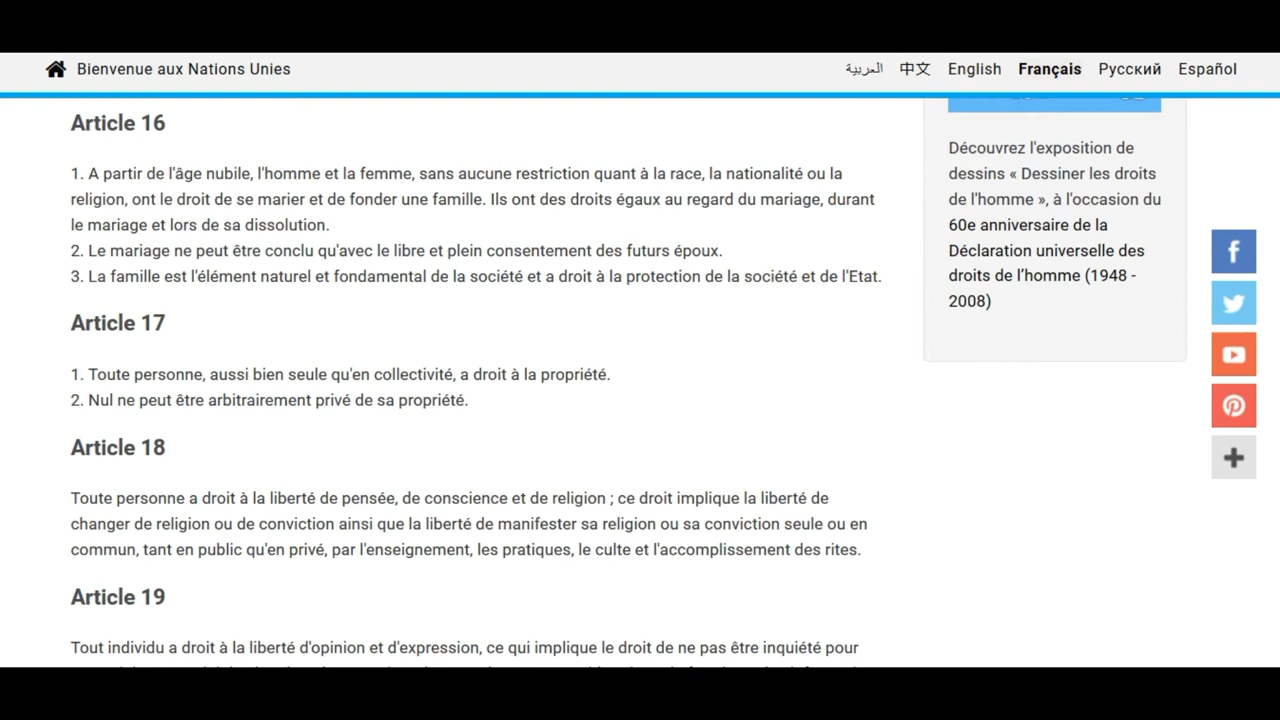 Bienvenue aux Nations Unies
العربية 中文 English Français Русский Español
Article 16
1. A partir de l'âge nubile, l'homme et la femme, sans aucune restriction quant à la race, la nationalité ou la
religion, ont le droit de se marier et de fonder une famille. Ils ont des droits égaux au regard du mariage, durant
le mariage et lors de sa dissolution.
2. Le mariage ne peut être conclu qu'avec le libre et plein consentement des futurs époux.
3. La famille est l'élément naturel et fondamental de la société et a droit à la protection de la société et de l'Etat.
Article 17
1. Toute personne, aussi bien seule qu'en collectivité, a droit à la propriété.
2. Nul ne peut être arbitrairement privé de sa propriété.
Article 18
Toute personne a droit à la liberté de pensée, de conscience et de religion ; ce droit implique la liberté de
changer de religion ou de conviction ainsi que la liberté de manifester sa religion ou sa conviction seule ou en
commun, tant en public qu'en privé, par l'enseignement, les pratiques, le culte et l'accomplissement des rites.
Article 19
Tout individu a droit à la liberté d'opinion et d'expression, ce qui implique le droit de ne pas être inquiété pour
Découvrez l'exposition de
dessins « Dessiner les droits
de l'homme », à l'occasion du
60e anniversaire de la
Déclaration universelle des
droits de l’homme (1948 -
2008)